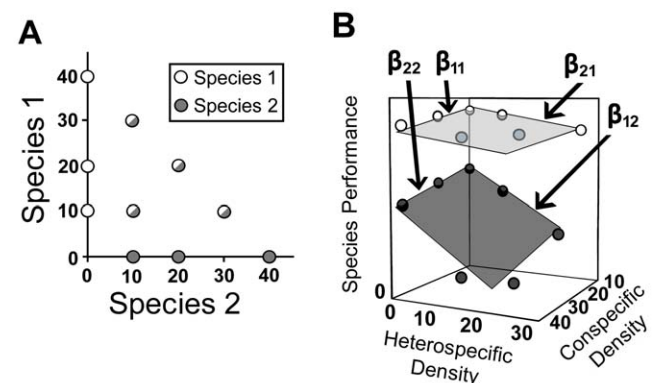 A
Species 1
40
30
20
10
0
0 10 20 30 40
Species 2
Species 1
Species 2
B
β22 β11 β21
β12
Species Performance
0
0 10 20 30
Heterospecific
Density
40 30 20 10
Conspecific
Density